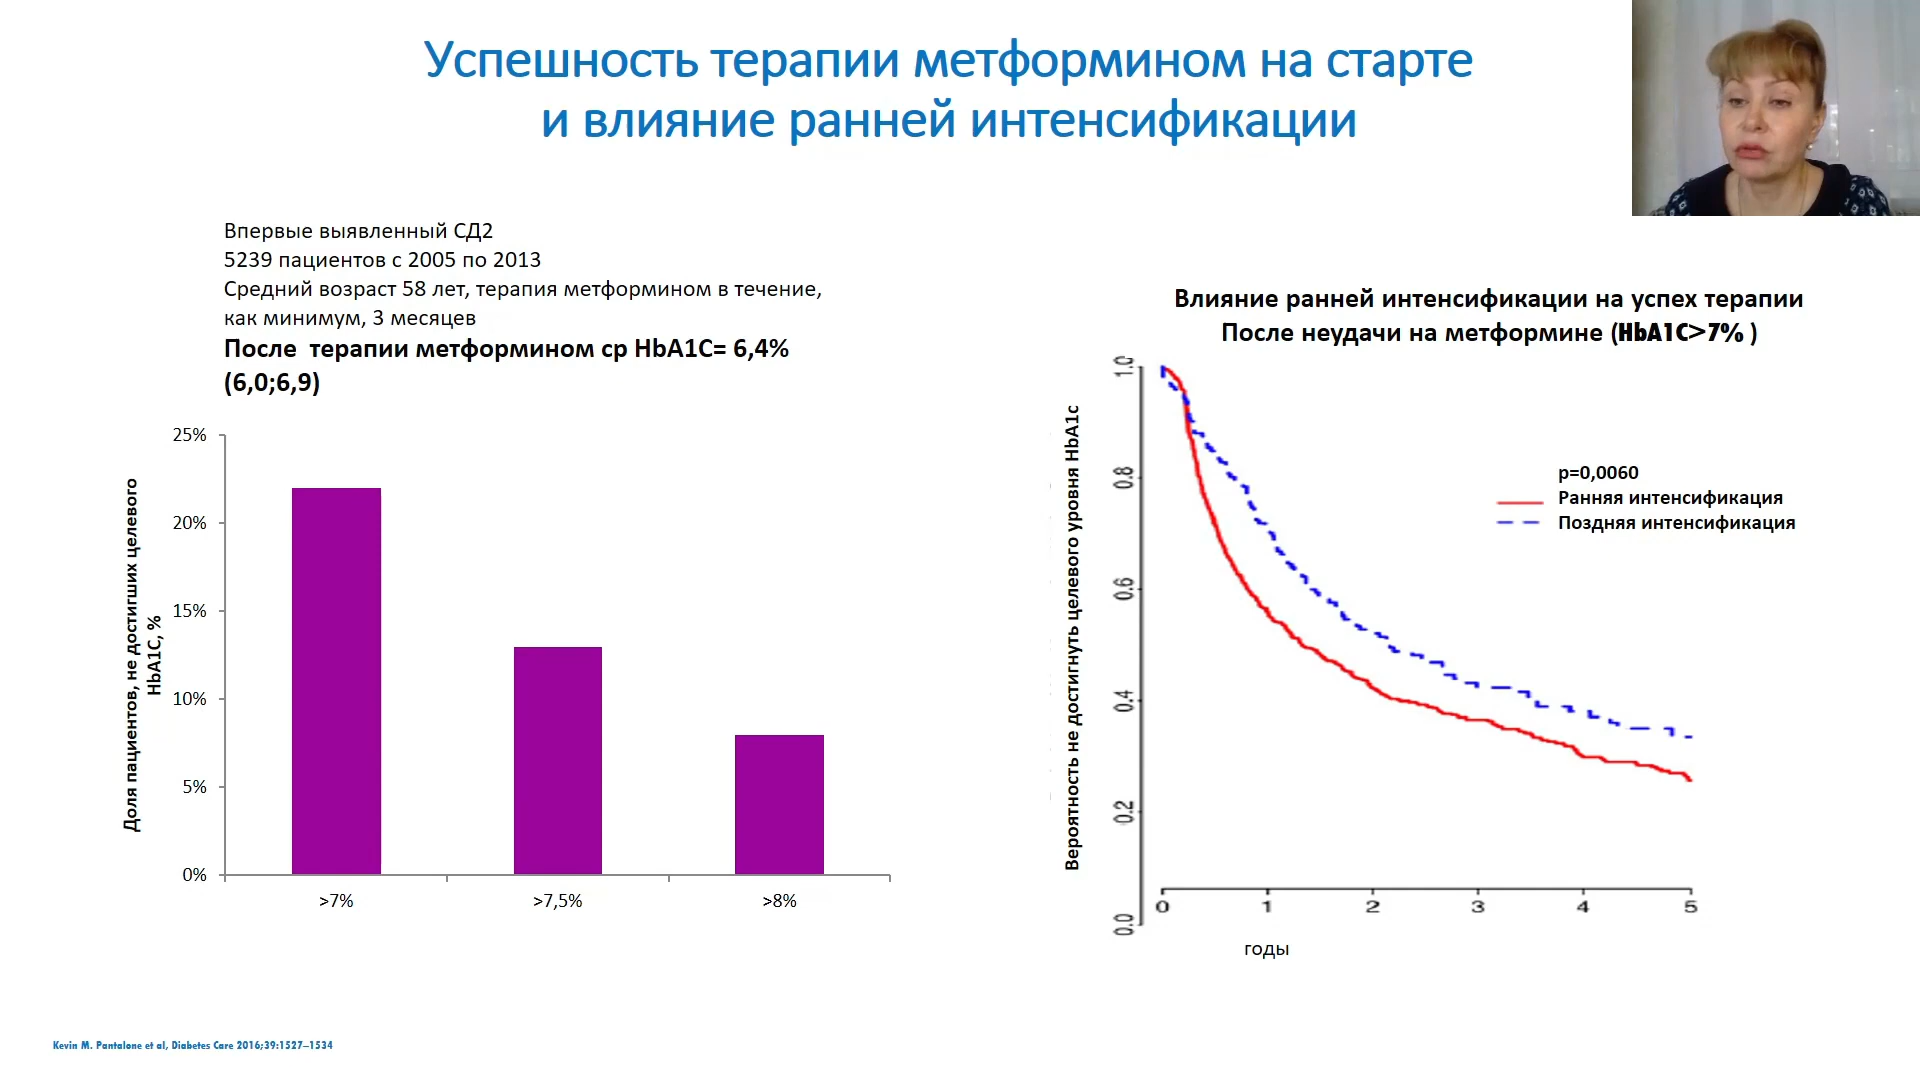 Успешность терапии метформином на старте
и влияние ранней интенсификации
Впервые выявленный СД2
5239 пациентов с 2005 по 2013
Средний возраст 58 лет, терапия метформином в течение,
как минимум, 3 месяцев
После терапии метформином ср HbA1C= 6,4%
(6,0;6,9)
Доля пациентов, не достигших целевого
HbA1C, %
25%
20%
15%
10%
5%
0%
>7%
>7,5%
>8%
Влияние ранней интенсификации на успех терапии
После неудачи на метформине (HbA1C>7% )
Вероятность не достигнуть целевого уровня HbA1c
1.0
0.8
0.6
0.4
0.2
0.0
p=0,0060
Ранняя интенсификация
Поздняя интенсификация
0
1
2
3
4
5
годы
Kevin M. Pantalone et al, Diabetes Care 2016;39:1527–1534